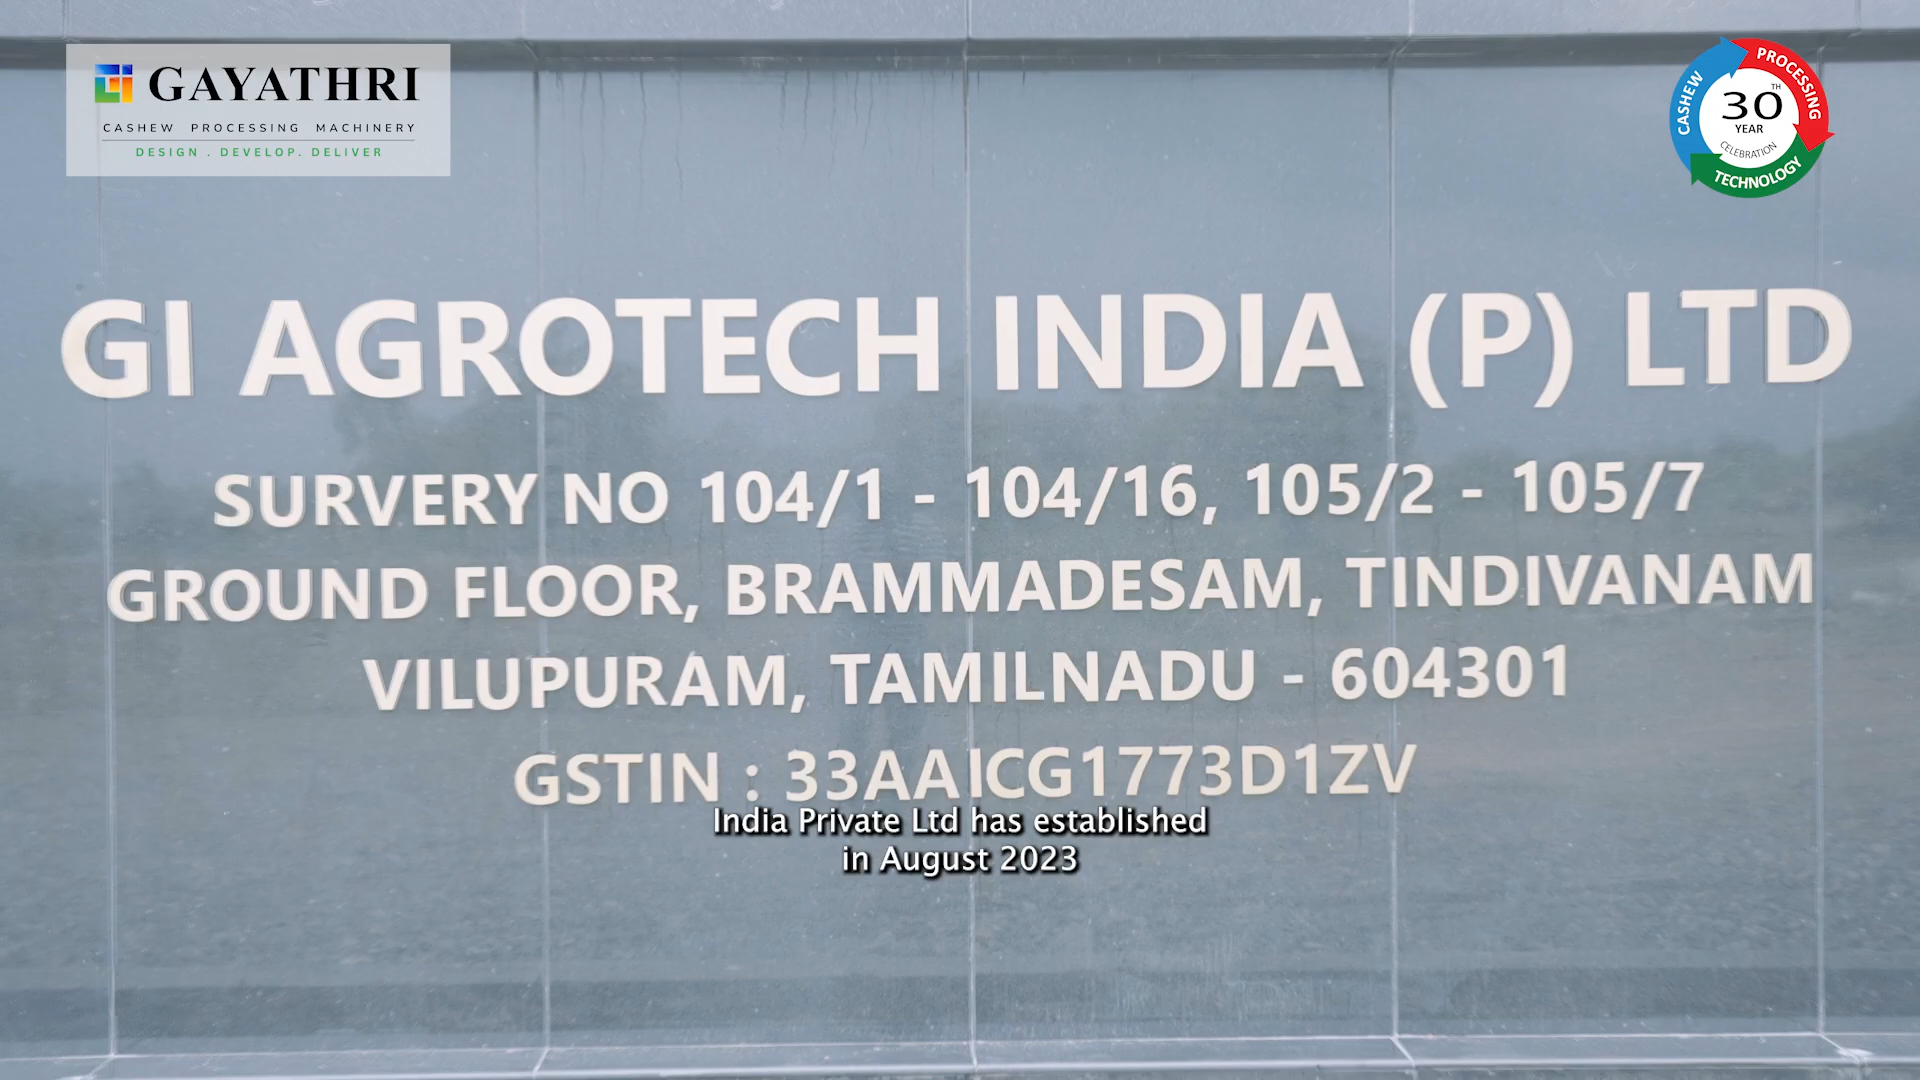 GAYATHRI
CASHEW PROCESSING MACHINERY
DESIGN . DEVELOP. DELIVER
CASHEW PROCESSING TECHNOLOGY
30TH
YEAR
CELEBRATION
GI AGROTECH INDIA (P) LTD
SURVERY NO 104/1 - 104/16, 105/2 - 105/7
GROUND FLOOR, BRAMMADESAM, TINDIVANAM
VILUPURAM, TAMILNADU - 604301
GSTIN : 33AAICG1773D1ZV
India Private Ltd has established
in August 2023